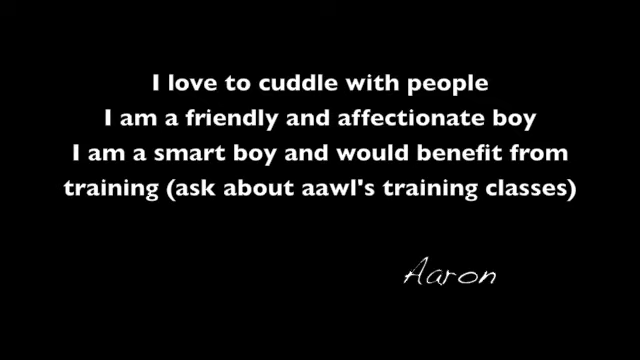 I love to cuddle with people
I am a friendly and affectionate boy
I am a smart boy and would benefit from
training (ask about aawl's training classes)
Aaron